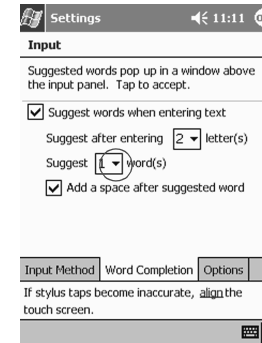 Settings 11:11
Input
Suggested words pop up in a window above
the input panel. Tap to accept.
Suggest words when entering text
Suggest after entering 2 letter(s)
Suggest 1 word(s)
Add a space after suggested word
Input Method Word Completion Options
If stylus taps become inaccurate, align the
touch screen.